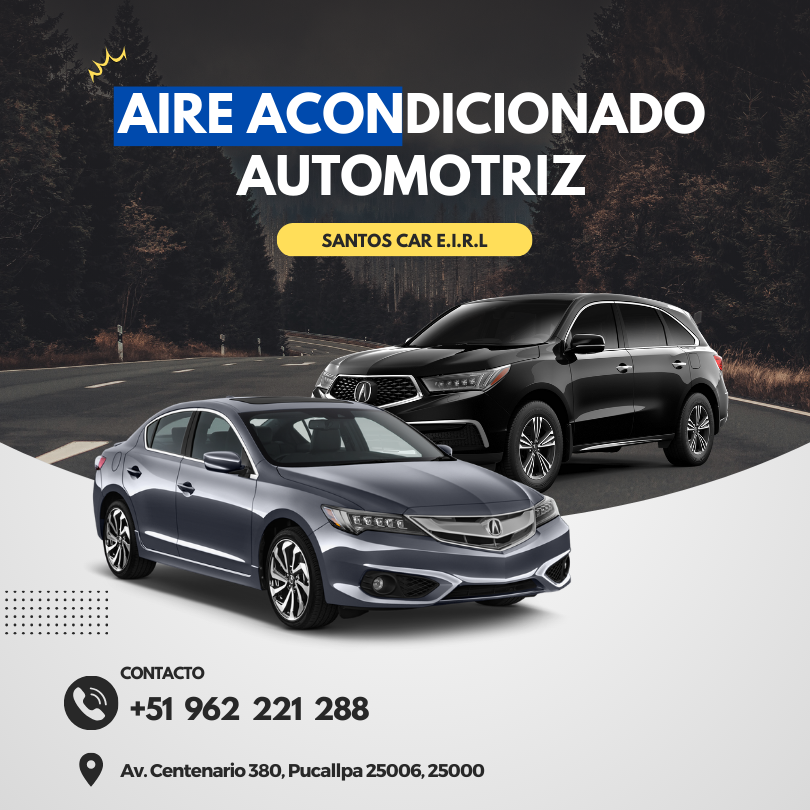 AIRE ACONDICIONADO
AUTOMOTRIZ
SANTOS CAR E.I.R.L
CONTACTO
+51 962 221 288
Av. Centenario 380, Pucallpa 25006, 25000